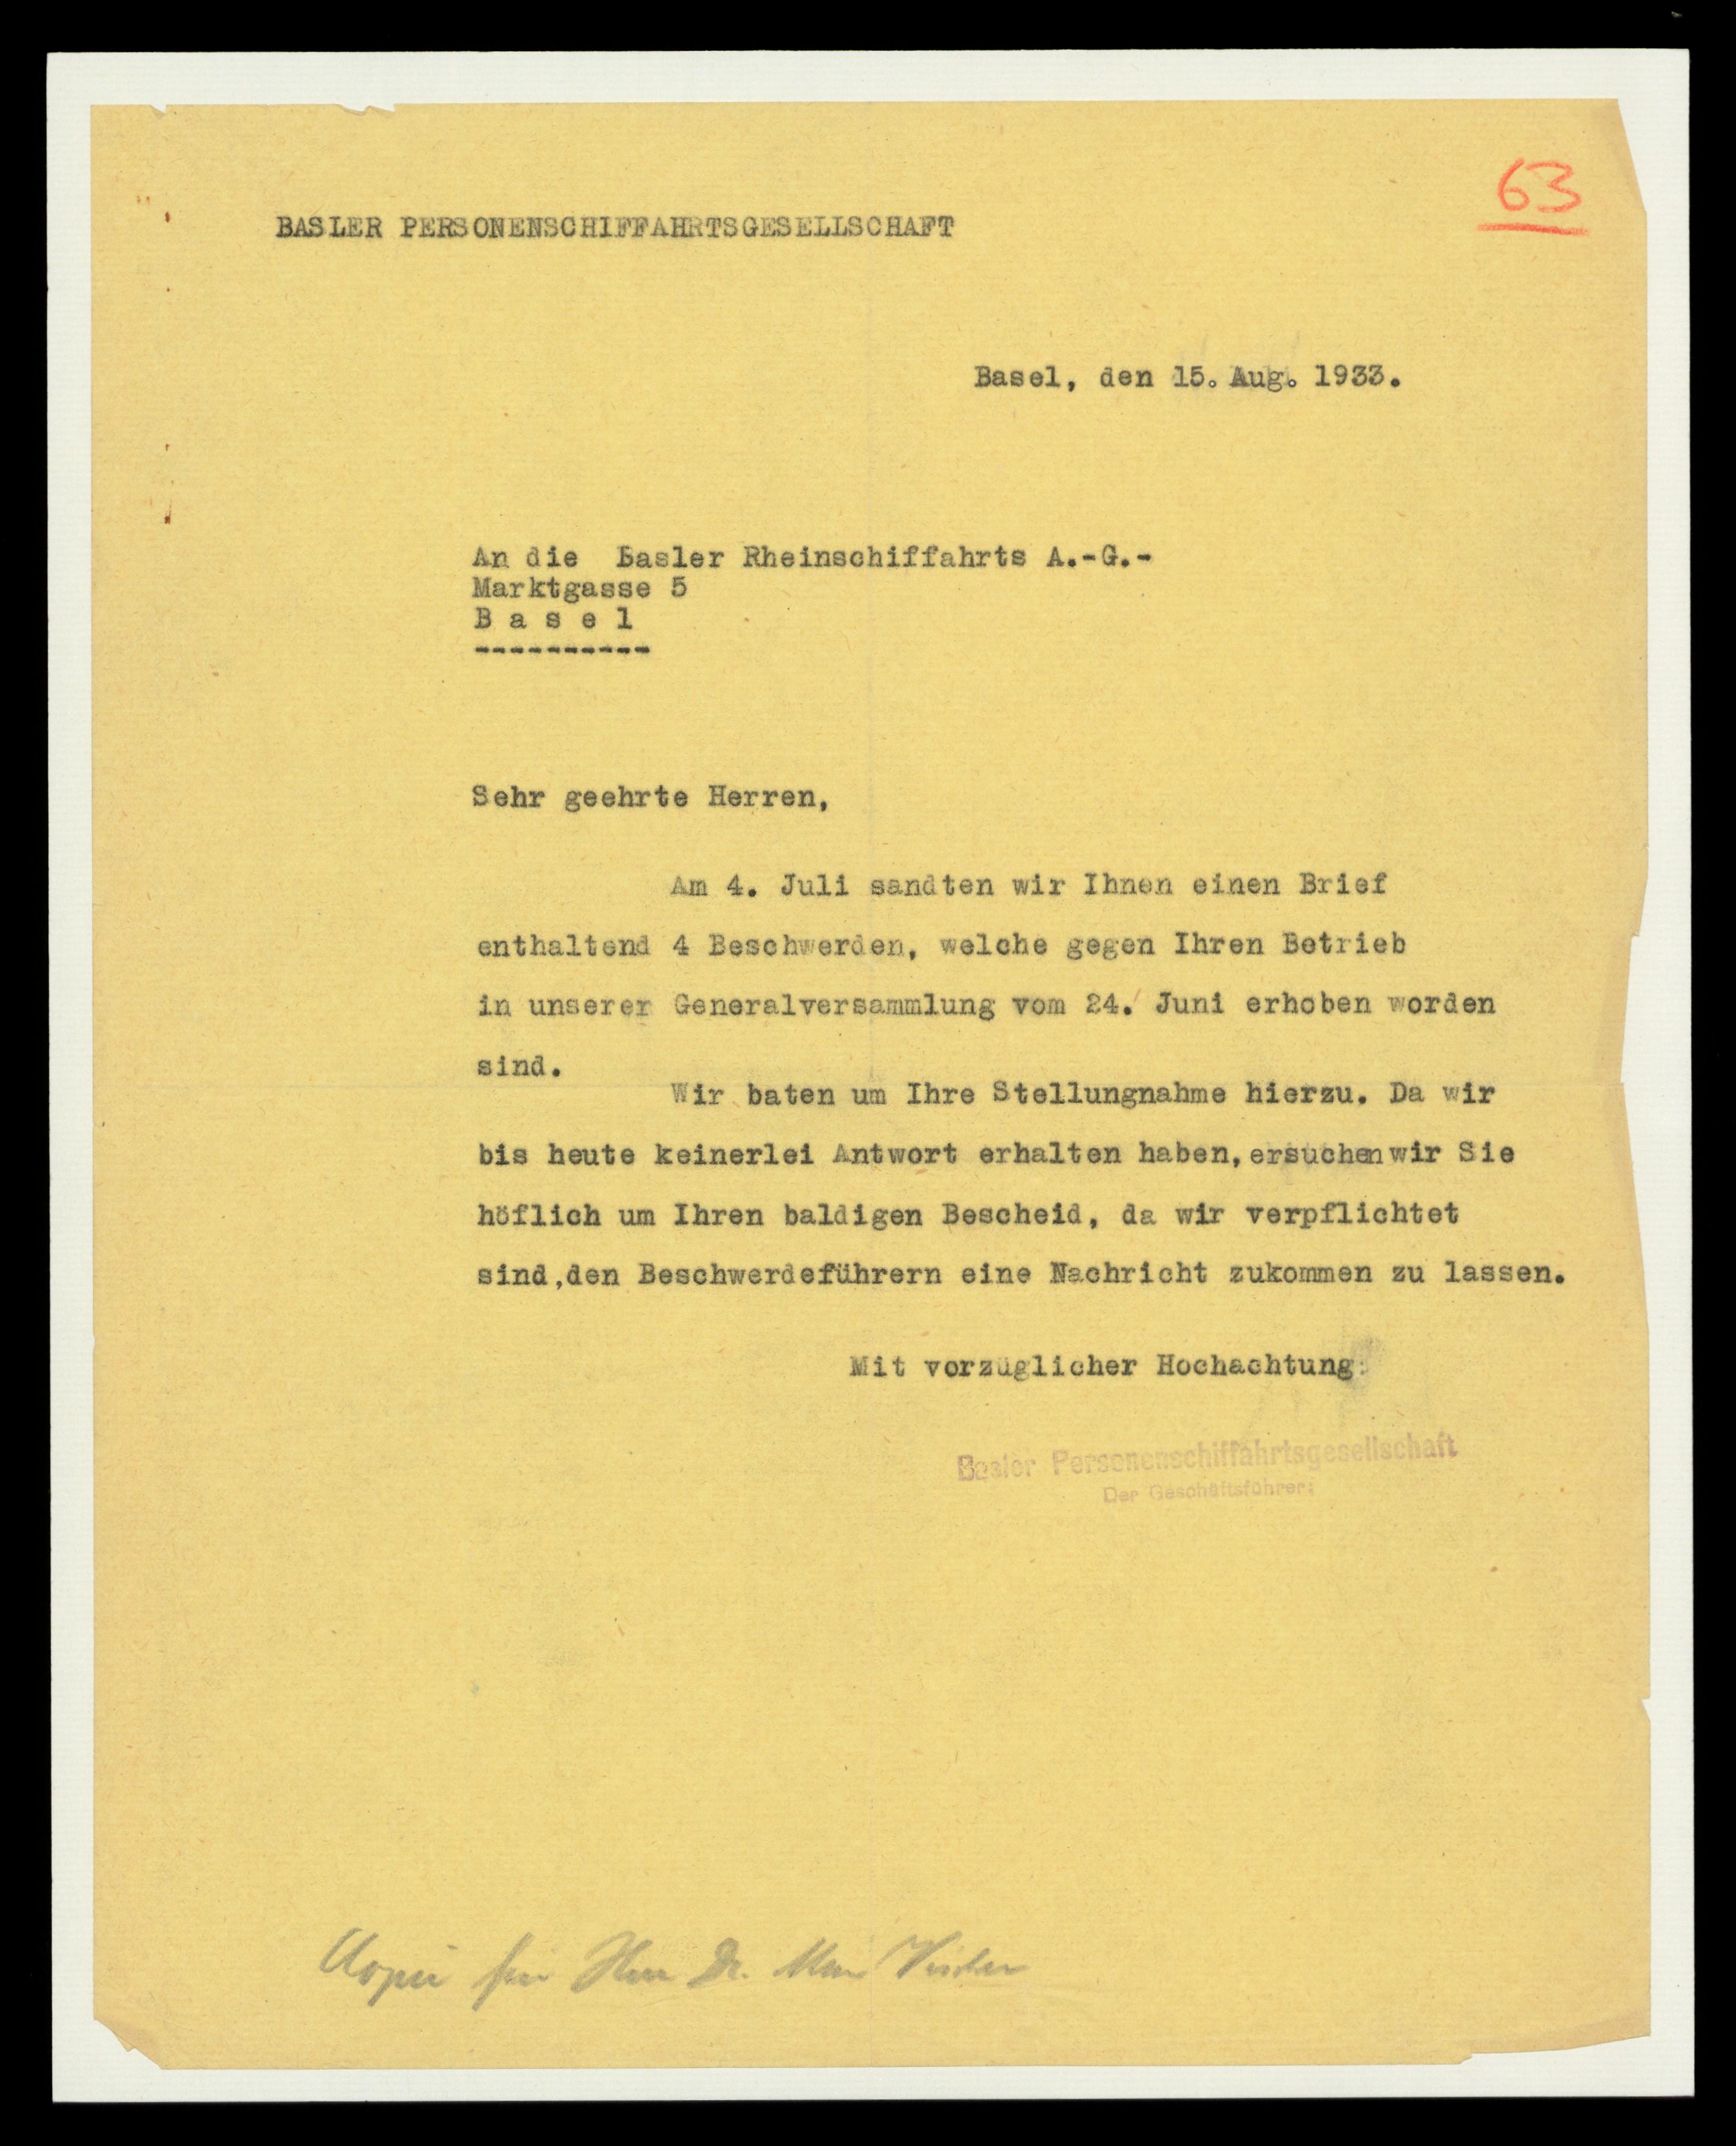 63
BASLER PERSONENSCHIFFAHRTSGESELLSCHAFT
Basel, den 15. Aug. 1933.
An die Basler Rheinschiffahrts A.-G.-
Marktgasse 5
B a s e l
----------
Sehr geehrte Herren,
Am 4. Juli sandten wir Ihnen einen Brief
enthaltend 4 Beschwerden, welche gegen Ihren Betrieb
in unserer Generalversammlung vom 24. Juni erhoben worden
sind.
Wir baten um Ihre Stellungnahme hierzu. Da wir
bis heute keinerlei Antwort erhalten haben, ersuchen wir Sie
höflich um Ihren baldigen Bescheid, da wir verpflichtet
sind,den Beschwerdeführern eine Nachricht zukommen zu lassen.
Mit vorzüglicher Hochachtung:
Basler Personenschiffahrtsgesellschaft
Der Geschäftsführer:
Copie für Herr Dr. Max Vischer